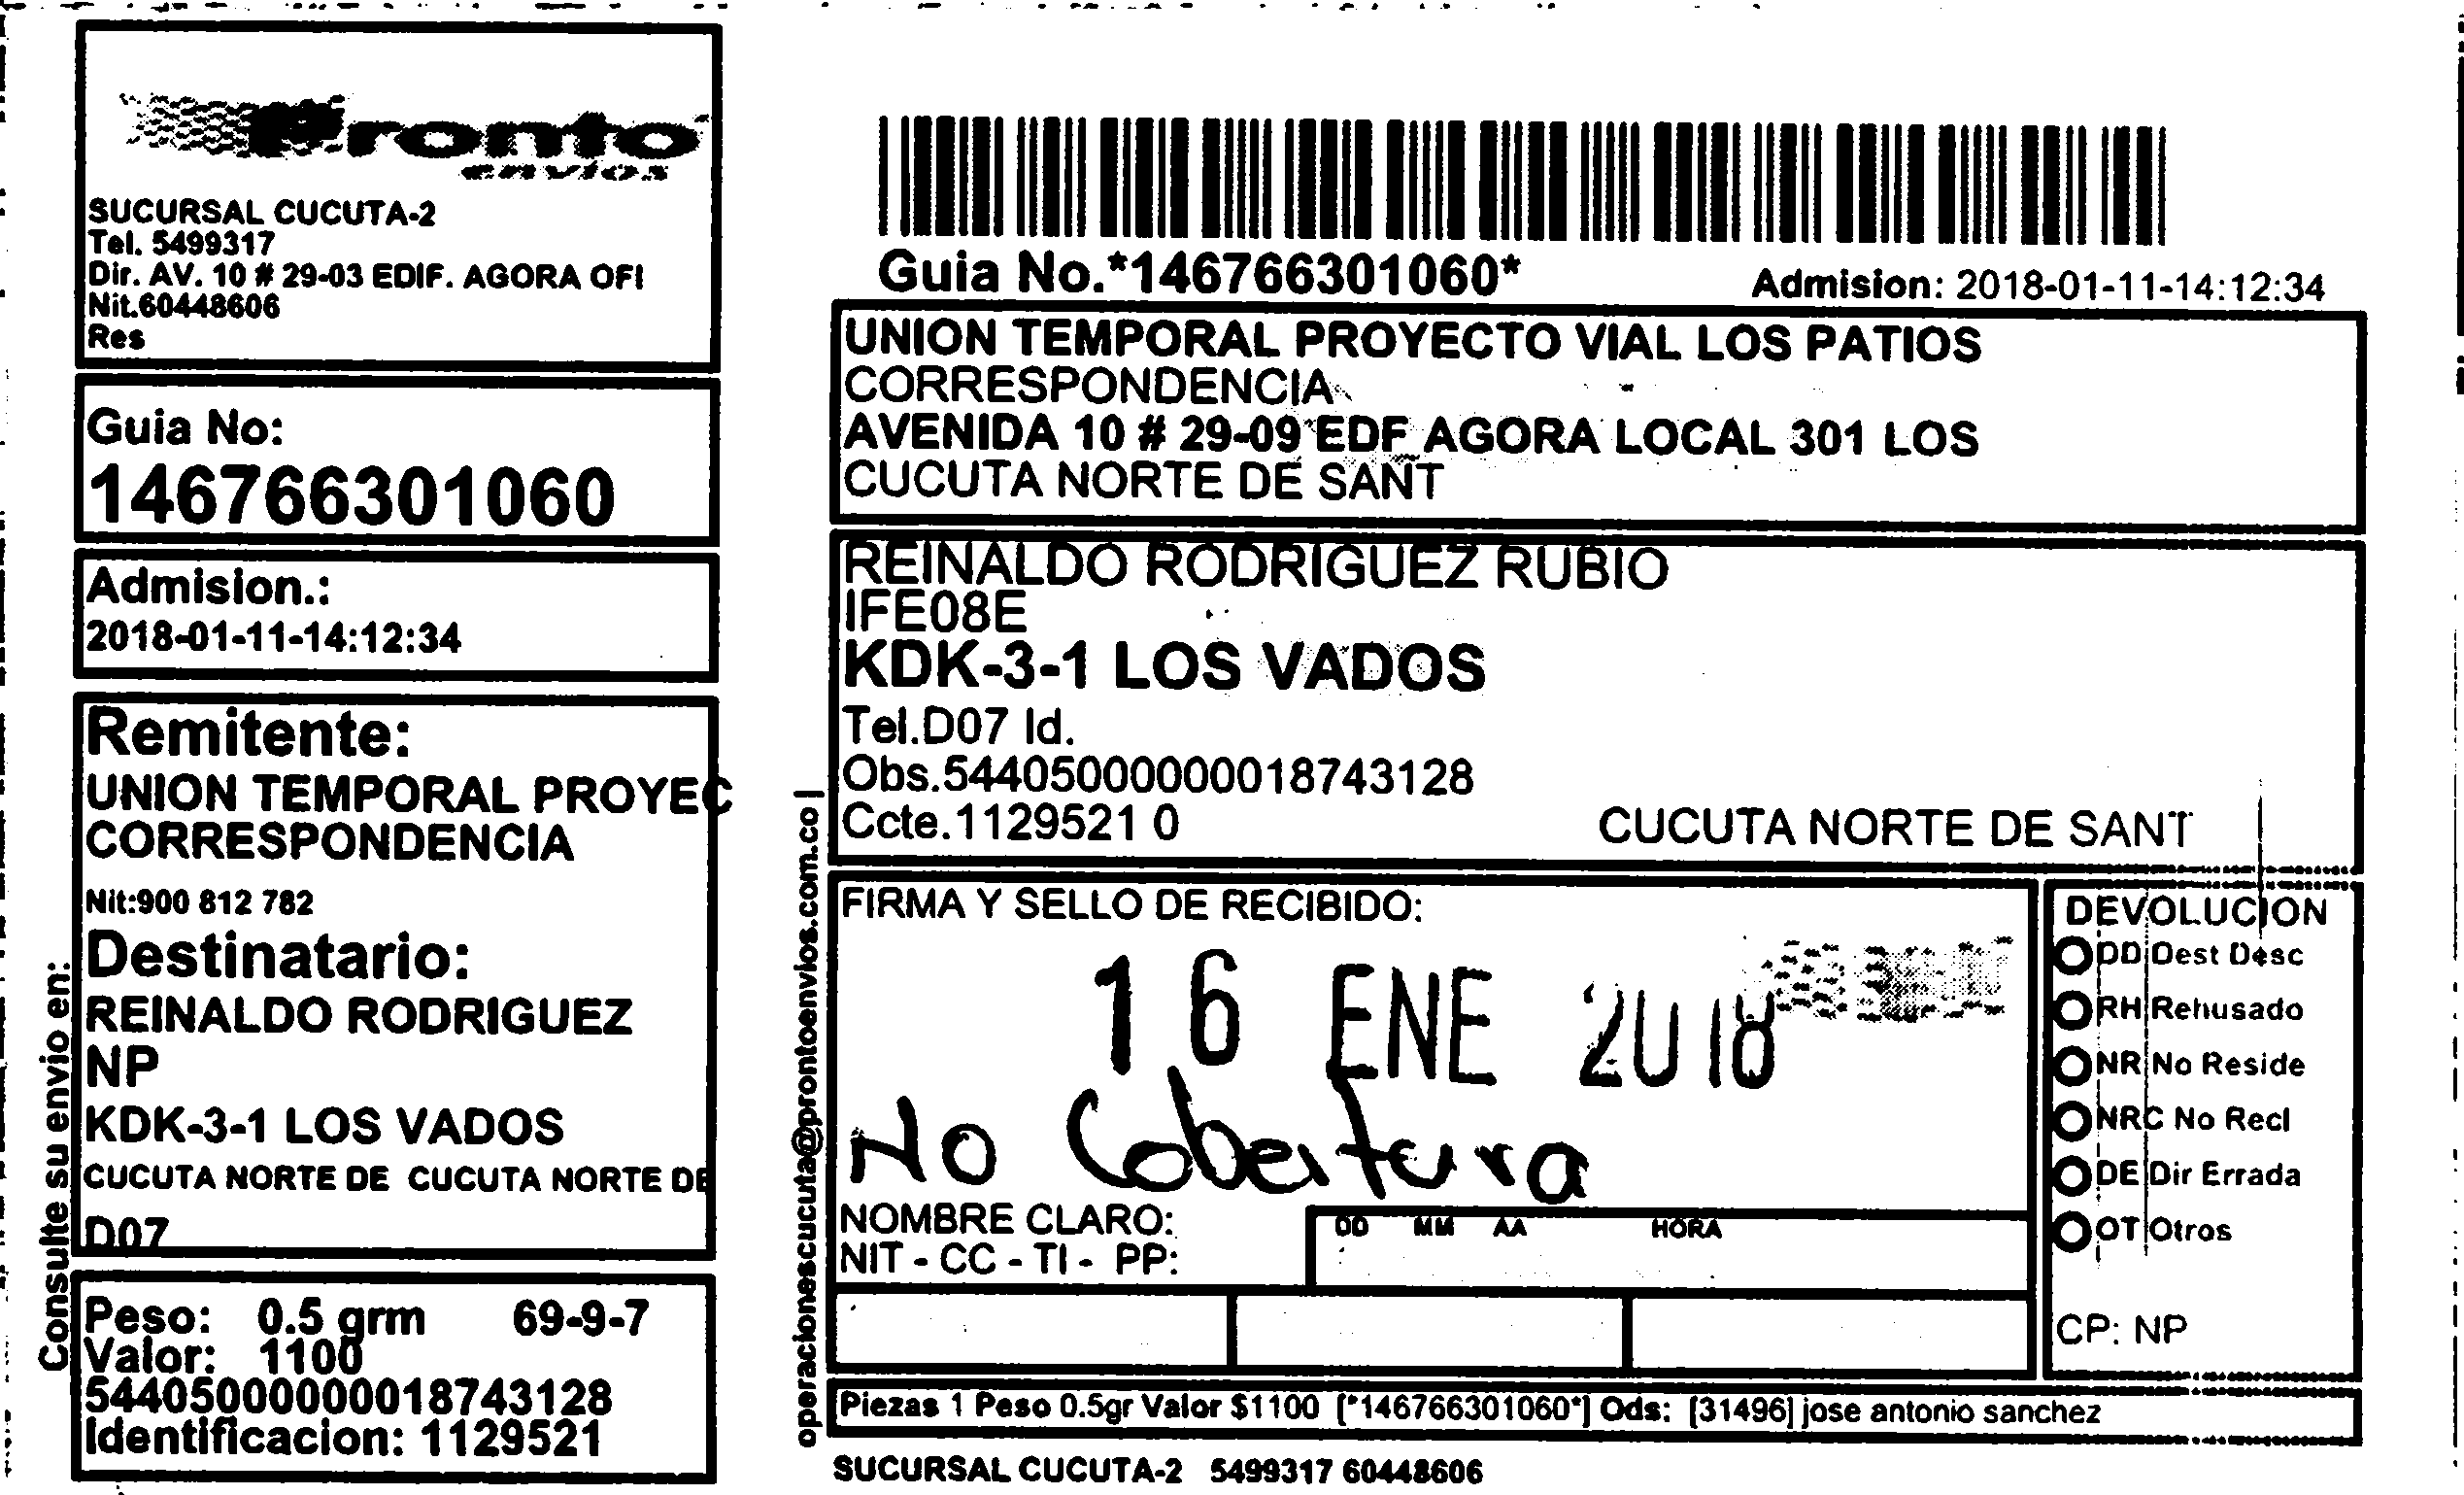 Pronto
envios
SUCURSAL CUCUTA-2
Tel. 5499317
Dir. AV. 10 # 29-03 EDIF. AGORA OFI
Nit.60448606
Res
Guia No:
146766301060
Admision.:
2018-01-11-14:12:34
Remitente:
UNION TEMPORAL PROYEC
CORRESPONDENCIA
Nit:900 812 782
Destinatario:
REINALDO RODRIGUEZ
NP
KDK-3-1 LOS VADOS
CUCUTA NORTE DE CUCUTA NORTE DE
D07
Peso: 0.5 grm 69-9-7
Valor: 1100
544050000000018743128
Identificacion: 1129521
Consulte su envio en:
operacionescucuta@prontoenvios.com.co |
Guia No.*146766301060*
Admision: 2018-01-11-14:12:34
UNION TEMPORAL PROYECTO VIAL LOS PATIOS
CORRESPONDENCIA
AVENIDA 10 # 29-09 EDF AGORA LOCAL 301 LOS
CUCUTA NORTE DE SANT
REINALDO RODRIGUEZ RUBIO
IFE08E
KDK-3-1 LOS VADOS
Tel.D07 Id.
Obs.544050000000018743128
Ccte.1129521 0
CUCUTA NORTE DE SANT
FIRMA Y SELLO DE RECIBIDO:
16 ENE 2018
No Cobertura
NOMBRE CLARO:
NIT - CC - TI - PP:
DD MM AA HORA
DEVOLUCION
DD Dest Desc
RH Rehusado
NR No Reside
NRC No Recl
DE Dir Errada
OT Otros
CP: NP
Piezas 1 Peso 0.5gr Valor $1100 [*146766301060*] Ods: [31496] jose antonio sanchez
SUCURSAL CUCUTA-2 5499317 60448606